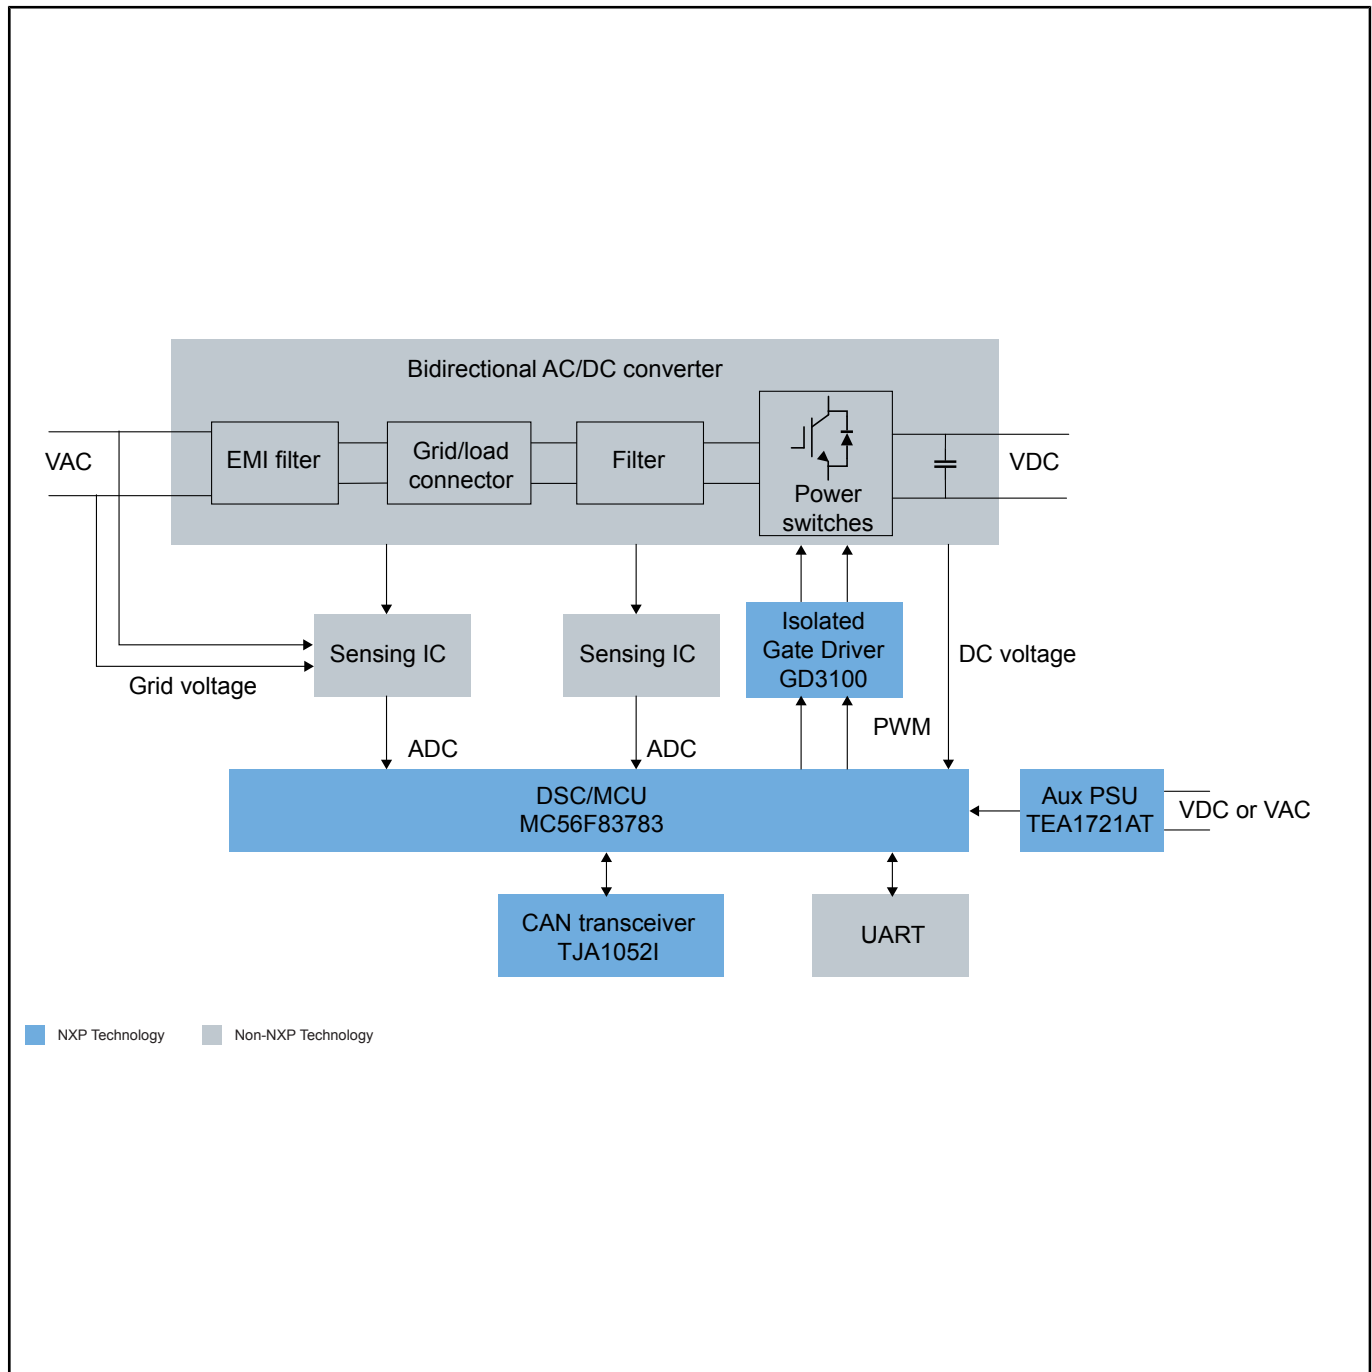 Bidirectional AC/DC converter
VAC
EMI filter
Grid/load
connector
Filter
Power
switches
VDC
Sensing IC
Sensing IC
Isolated
Gate Driver
GD3100
DC voltage
Grid voltage
ADC
ADC
PWM
DSC/MCU
MC56F83783
Aux PSU
TEA1721AT
VDC or VAC
CAN transceiver
TJA1052I
UART
NXP Technology
Non-NXP Technology